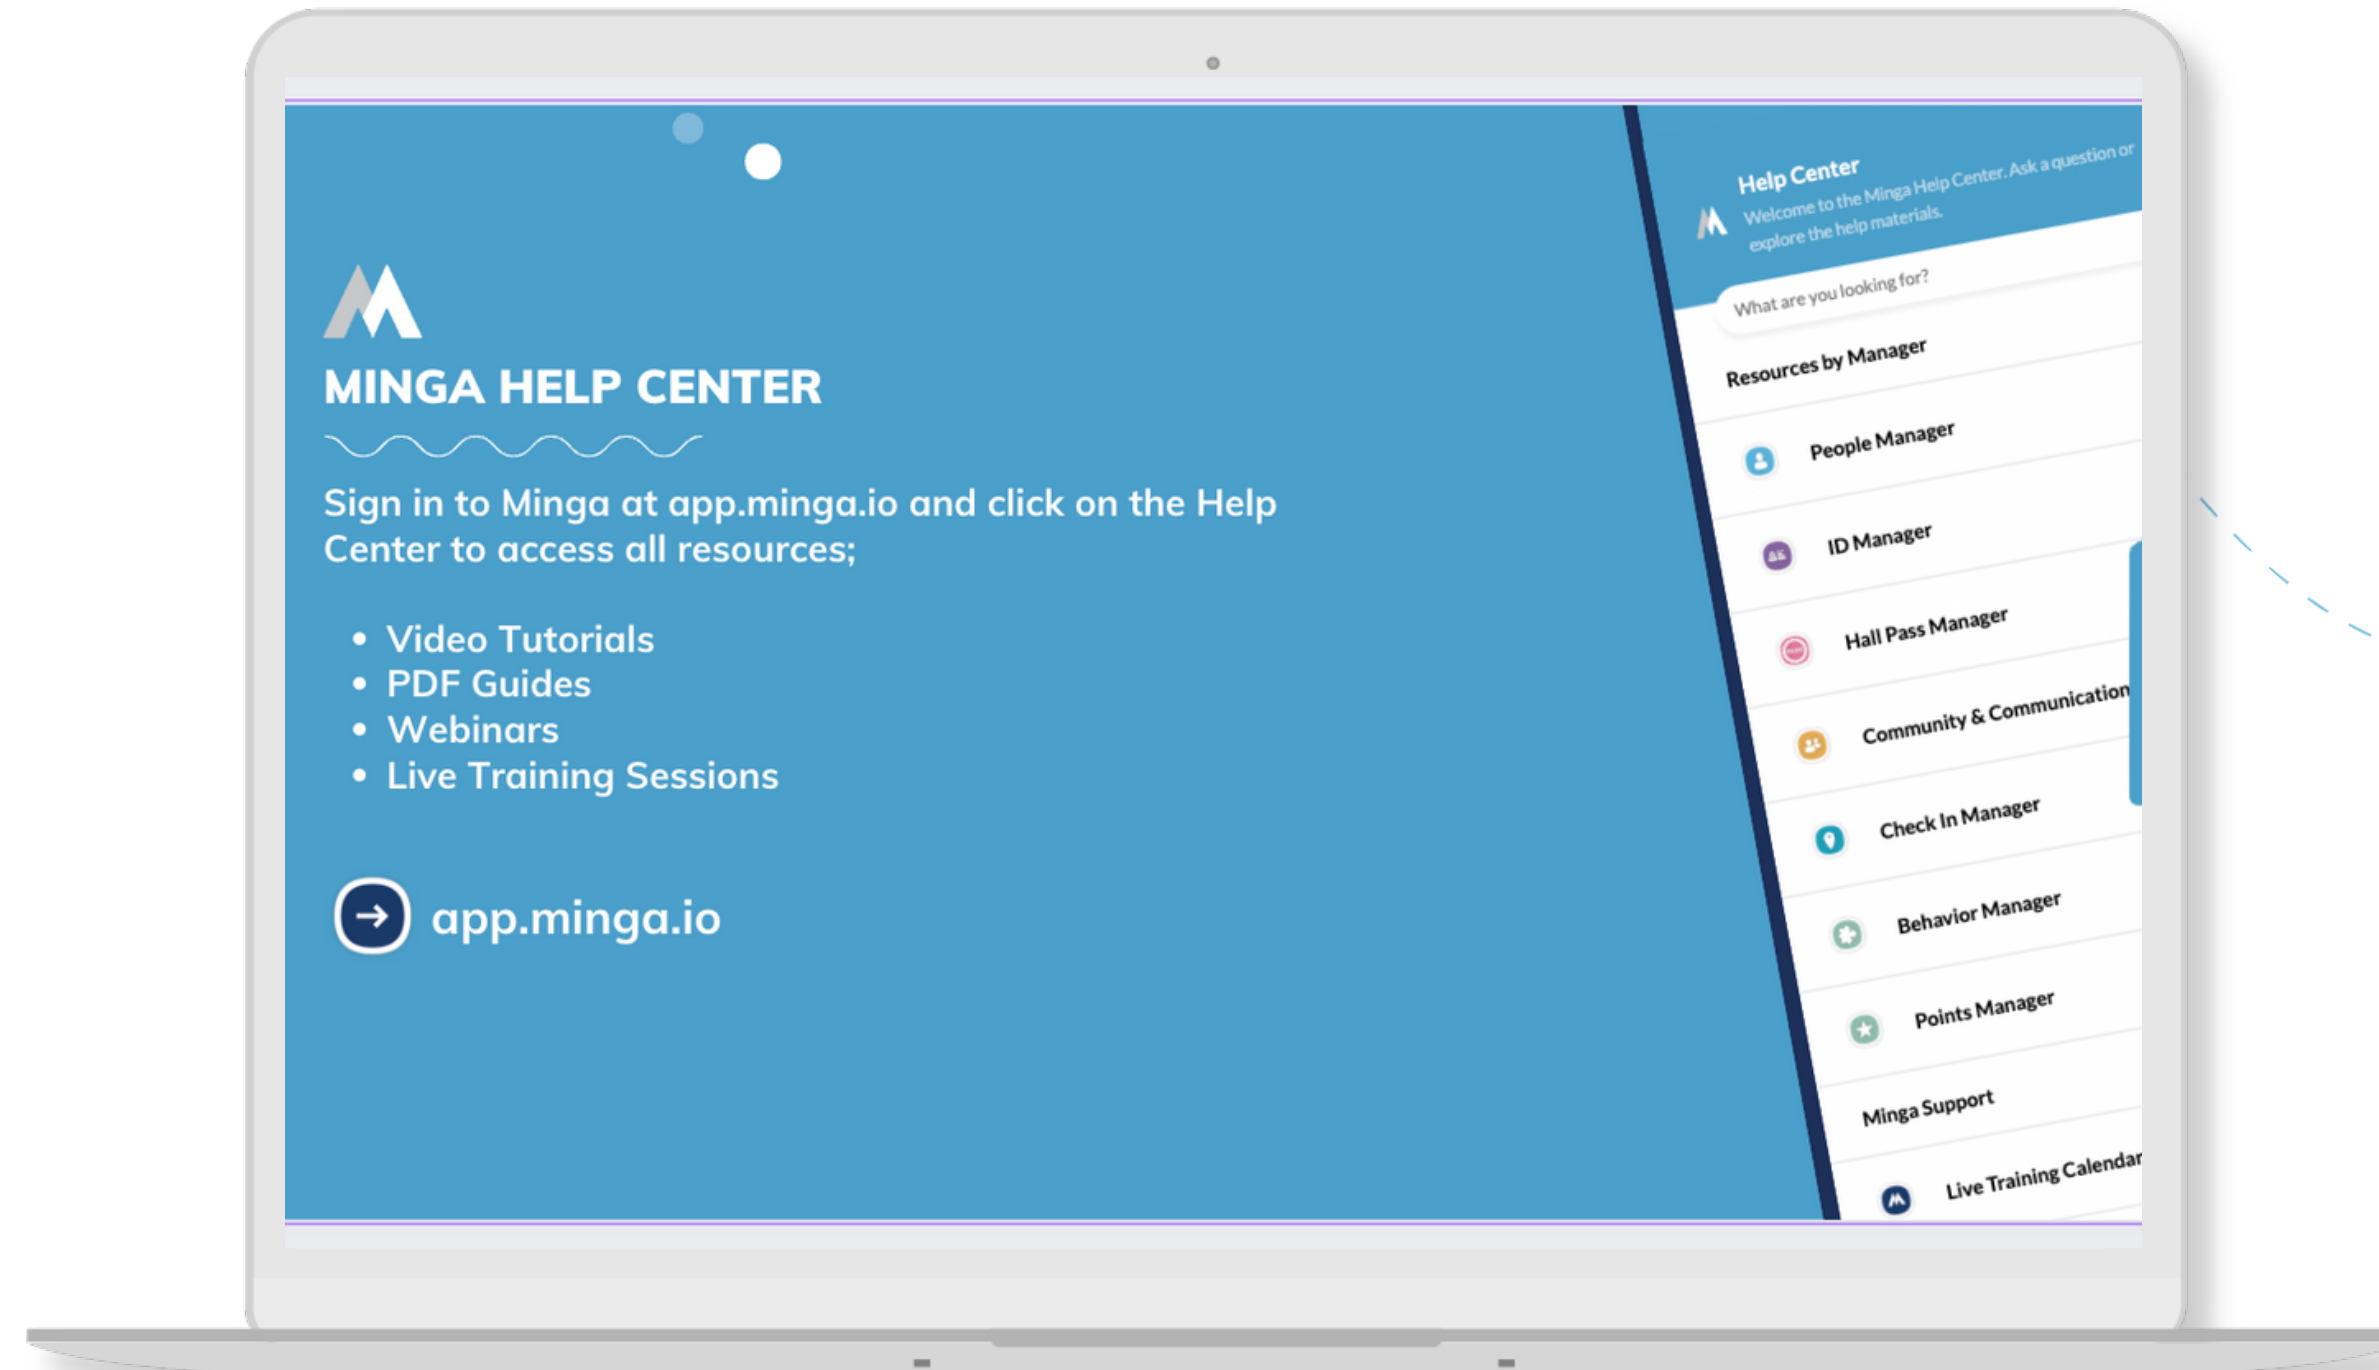 MINGA HELP CENTER
Sign in to Minga at app.minga.io and click on the Help
Center to access all resources;
• Video Tutorials
• PDF Guides
• Webinars
• Live Training Sessions
app.minga.io
Help Center
Welcome to the Minga Help Center. Ask a question or
explore the help materials.
What are you looking for?
Resources by Manager
People Manager
ID Manager
Hall Pass Manager
Community & Communication
Check In Manager
Behavior Manager
Points Manager
Minga Support
Live Training Calendar